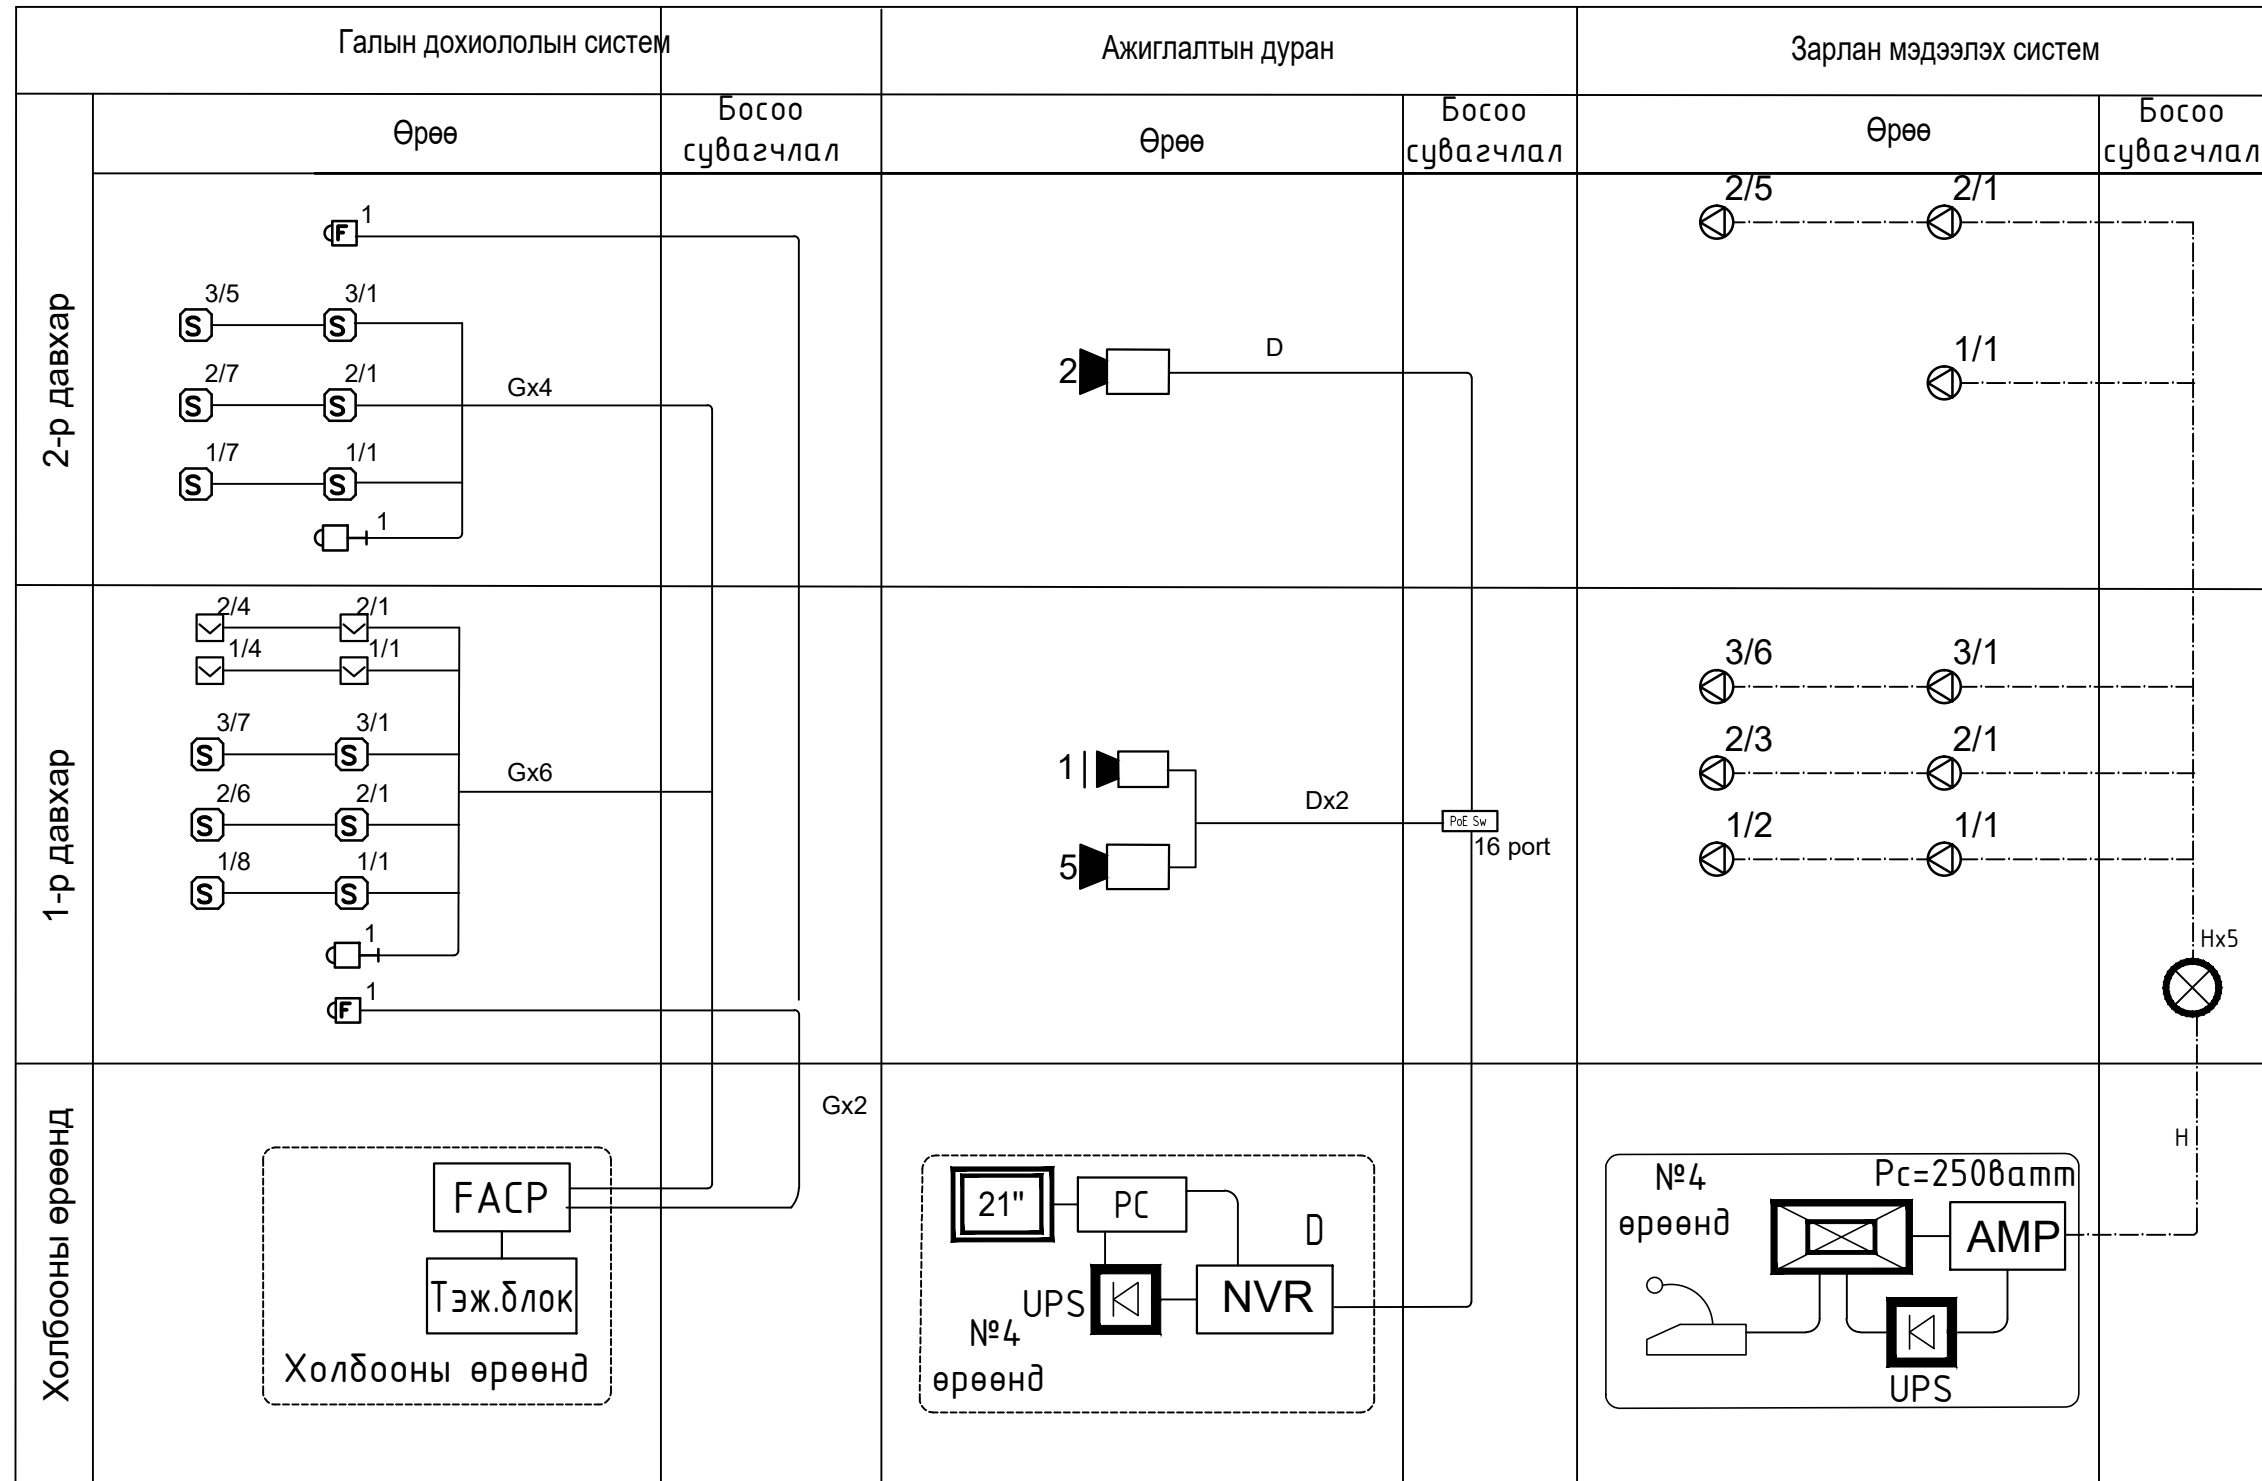 Галын дохиололын систем
Ажиглалтын дуран
Зарлан мэдээлэх систем
Өрөө
Босоо
сувагчлал
Өрөө
Босоо
сувагчлал
Өрөө
Босоо
сувагчлал
2-р давхар
F
1
3/5
3/1
S
S
2/7
2/1
S
S
Gx4
1/7
1/1
S
S
1
2
D
2/5
2/1
1/1
1-р давхар
2/4
2/1
1/4
1/1
3/7
3/1
S
S
Gx6
2/6
2/1
S
S
1/8
1/1
S
S
1
F
1
1
Dx2
5
PoE Sw
16 port
3/6
3/1
2/3
2/1
1/2
1/1
Hx5
Холбооны өрөөнд
Gx2
FACP
Тэж.блок
Холбооны өрөөнд
21"
PC
D
UPS
NVR
№4
өрөөнд
№4
өрөөнд
Pc=250ватт
AMP
UPS
H